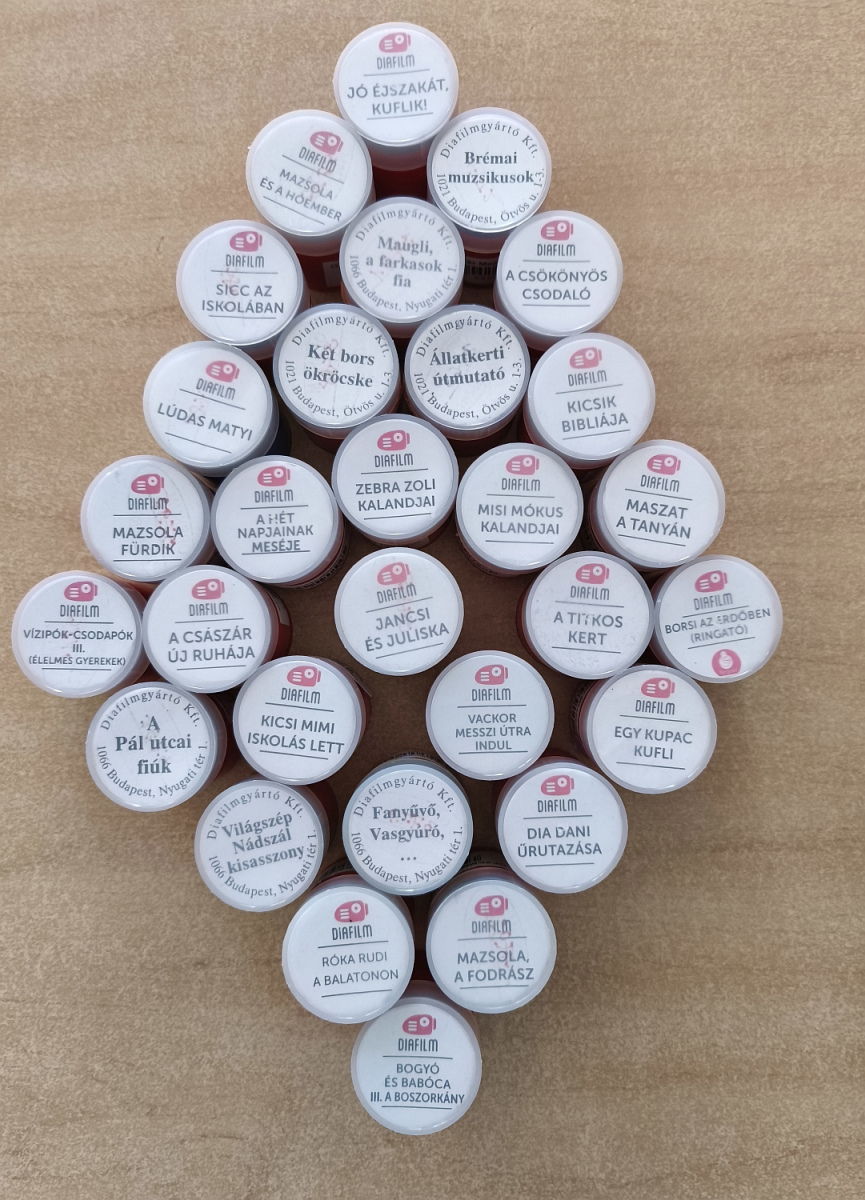 DIAFILM
JÓ ÉJSZAKÁT,
KUFLIK!
DIAFILM
MAZSOLA
ÉS A HÓEMBER
Diafilmgyártó Kft.
Brémai
muzsikusok
1021 Budapest, Ötvös u. 1-3.
Diafilmgyártó Kft.
Maugli,
a farkasok
fia
1066 Budapest, Nyugati tér 1.
DIAFILM
SICC AZ
ISKOLÁBAN
DIAFILM
A CSÖKÖNYÖS
CSODALÓ
Diafilmgyártó Kft.
Két bors
ökröcske
1021 Budapest, Ötvös u. 1-3.
Diafilmgyártó Kft.
Állatkerti
útmutató
1021 Budapest, Ötvös u. 1-3.
DIAFILM
LÚDAS MATYI
DIAFILM
KICSIK
BIBLIÁJA
DIAFILM
ZEBRA ZOLI
KALANDJAI
DIAFILM
MAZSOLA
FÜRDIK
DIAFILM
A HÉT
NAPJAINAK
MESÉJE
DIAFILM
MISI MÓKUS
KALANDJAI
DIAFILM
MASZAT
A TANYÁN
DIAFILM
VÍZIPÓK-CSODAPÓK
III.
(ÉLELMES GYEREKEK)
DIAFILM
A CSÁSZÁR
ÚJ RUHÁJA
DIAFILM
JANCSI
ÉS JULISKA
DIAFILM
A TITKOS
KERT
DIAFILM
BORSI AZ ERDŐBEN
(RINGATÓ)
Diafilmgyártó Kft.
A
Pál utcai
fiúk
1066 Budapest, Nyugati tér 1.
DIAFILM
KICSI MIMI
ISKOLÁS LETT
DIAFILM
VACKOR
MESSZI ÚTRA
INDUL
DIAFILM
EGY KUPAC
KUFLI
Diafilmgyártó Kft.
Világszép
Nádszál
kisasszony
1066 Budapest, Nyugati tér 1.
Diafilmgyártó Kft.
Fanyűvő,
Vasgyúró,
...
1066 Budapest, Nyugati tér 1.
DIAFILM
DIA DANI
ŰRUTAZÁSA
DIAFILM
RÓKA RUDI
A BALATONON
DIAFILM
MAZSOLA,
A FODRÁSZ
DIAFILM
BOGYÓ
ÉS BABÓCA
III. A BOSZORKÁNY